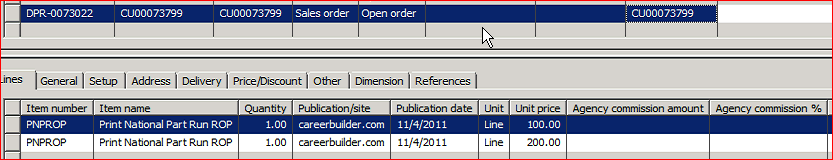 DPR-0073022 CU00073799 CU00073799 Sales order Open order CU00073799
Lines General Setup Address Delivery Price/Discount Other Dimension References
Item number Item name Quantity Publication/site Publication date Unit Unit price Agency commission amount Agency commission %
PNPROP Print National Part Run ROP 1.00 careerbuilder.com 11/4/2011 Line 100.00
PNPROP Print National Part Run ROP 1.00 careerbuilder.com 11/4/2011 Line 200.00